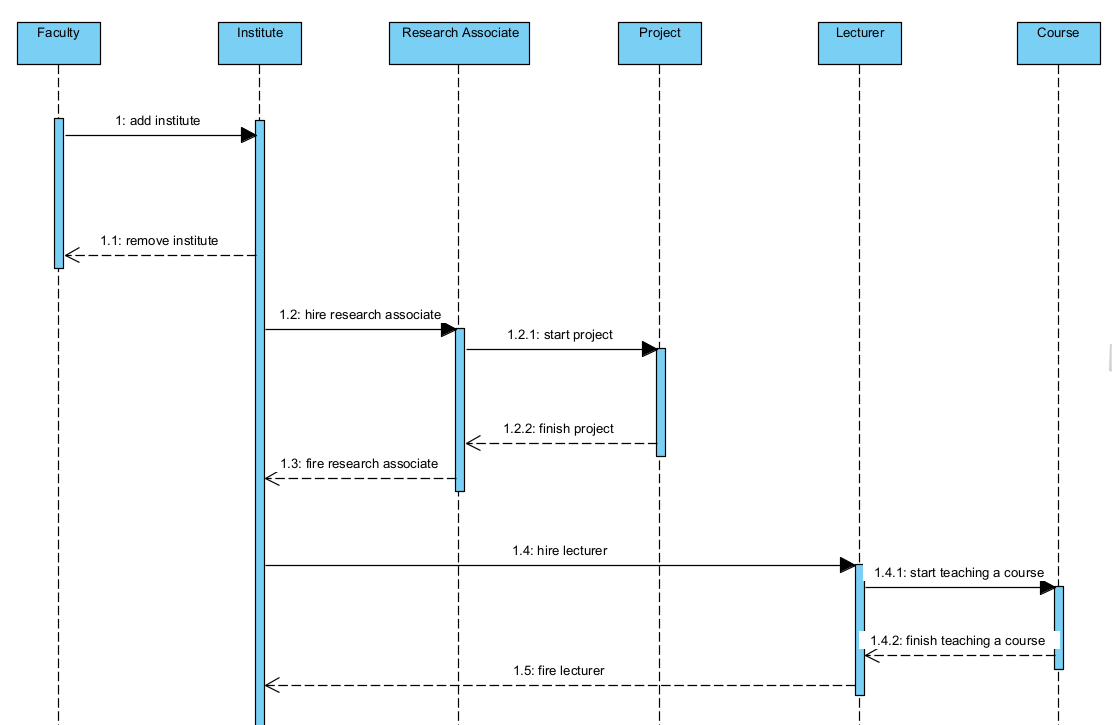 Faculty
Institute
Research Associate
Project
Lecturer
Course
1: add institute
1.1: remove institute
1.2: hire research associate
1.2.1: start project
1.2.2: finish project
1.3: fire research associate
1.4: hire lecturer
1.4.1: start teaching a course
1.4.2: finish teaching a course
1.5: fire lecturer